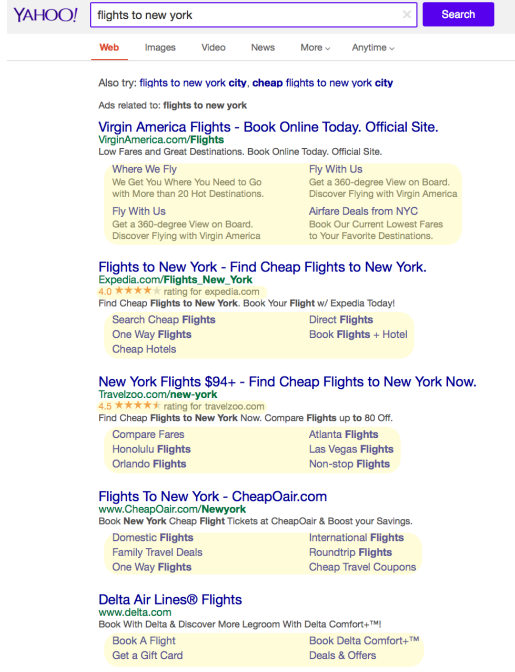 YAHOO! flights to new york × Search
Web Images Video News More Anytime
Also try: flights to new york city, cheap flights to new york city
Ads related to: flights to new york
Virgin America Flights - Book Online Today. Official Site.
VirginAmerica.com/Flights
Low Fares and Great Destinations. Book Online Today. Official Site.
Where We Fly Fly With Us
We Get You Where You Need to Go Get a 360-degree View on Board.
with More than 20 Hot Destinations. Discover Flying with Virgin America
Fly With Us Airfare Deals from NYC
Get a 360-degree View on Board. Book Our Current Lowest Fares
Discover Flying with Virgin America to Your Favorite Destinations.
Flights to New York - Find Cheap Flights to New York.
Expedia.com/Flights_New_York
4.0 ★★★★★ rating for expedia.com
Find Cheap Flights to New York. Book Your Flight w/ Expedia Today!
Search Cheap Flights Direct Flights
One Way Flights Book Flights + Hotel
Cheap Hotels
New York Flights $94+ - Find Cheap Flights to New York Now.
Travelzoo.com/new-york
4.5 ★★★★★ rating for travelzoo.com
Find Cheap Flights to New York Now. Compare Flights up to 80 Off.
Compare Fares Atlanta Flights
Honolulu Flights Las Vegas Flights
Orlando Flights Non-stop Flights
Flights To New York - CheapOair.com
www.CheapOair.com/Newyork
Book New York Cheap Flight Tickets at CheapOair & Boost your Savings.
Domestic Flights International Flights
Family Travel Deals Roundtrip Flights
One Way Flights Cheap Travel Coupons
Delta Air Lines® Flights
www.delta.com
Book With Delta & Discover More Legroom With Delta Comfort+™!
Book A Flight Book Delta Comfort+™
Get a Gift Card Deals & Offers